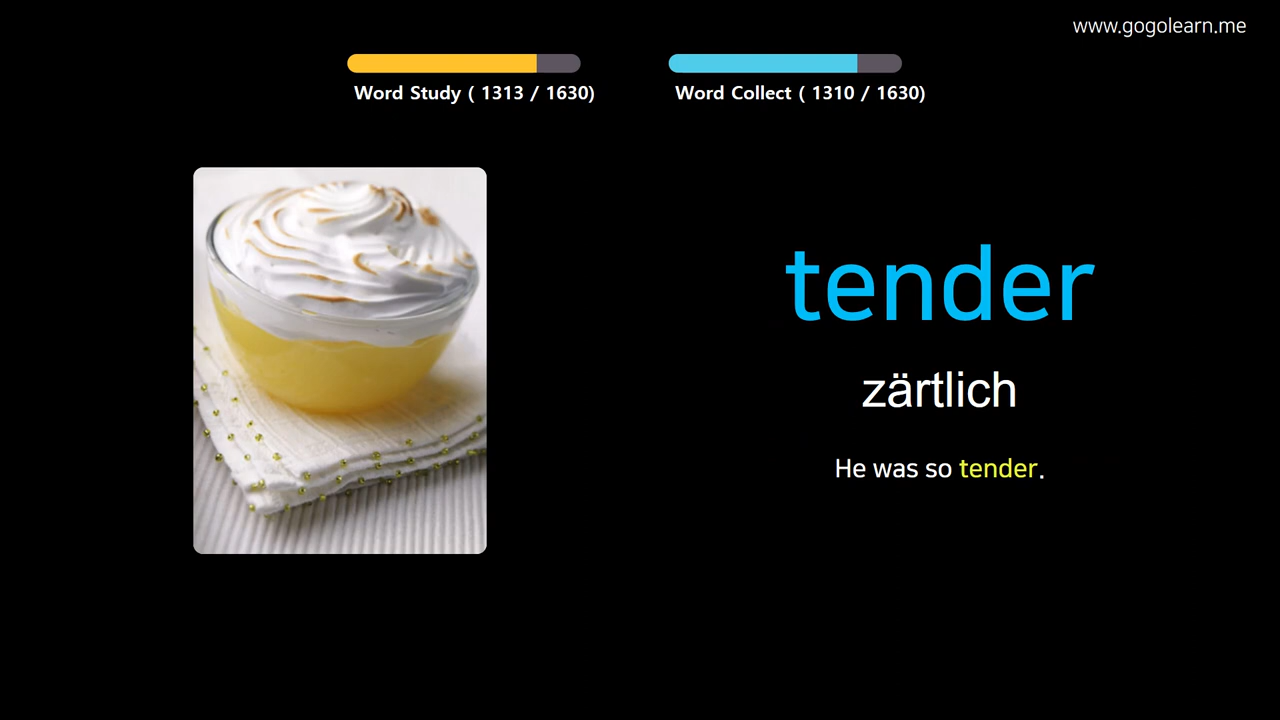 www.gogolearn.me
Word Study ( 1313 / 1630)
Word Collect ( 1310 / 1630)
tender
zärtlich
He was so tender.